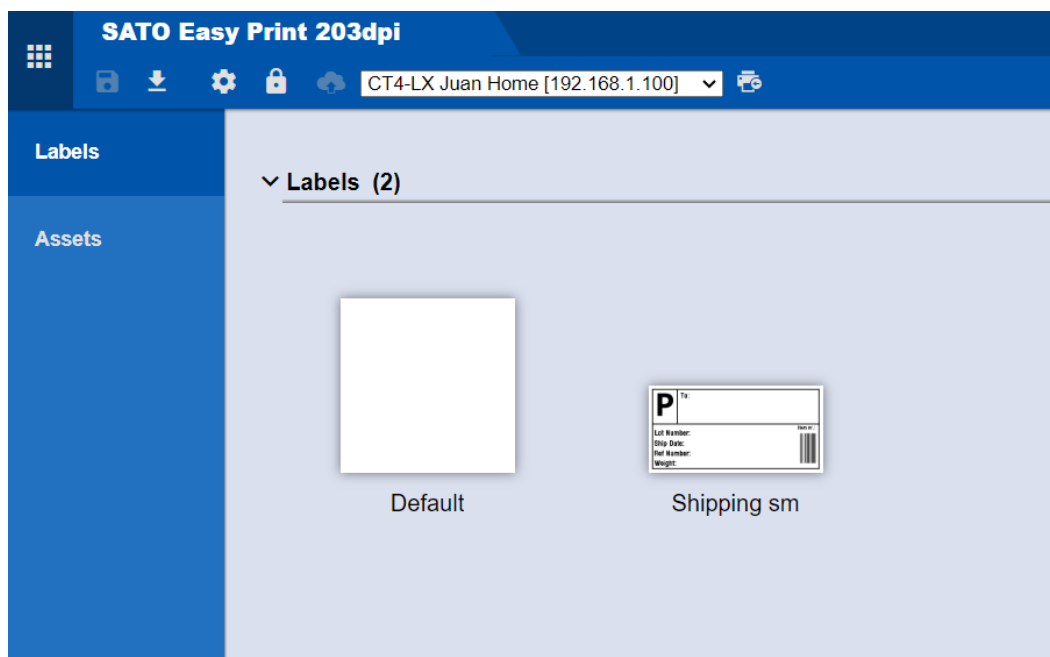 SATO Easy Print 203dpi
CT4-LX Juan Home [192.168.1.100]
Labels
Labels (2)
Assets
P
To:
Lot Number:
Ship Date:
Ref Number:
Weight:
Default
Shipping sm